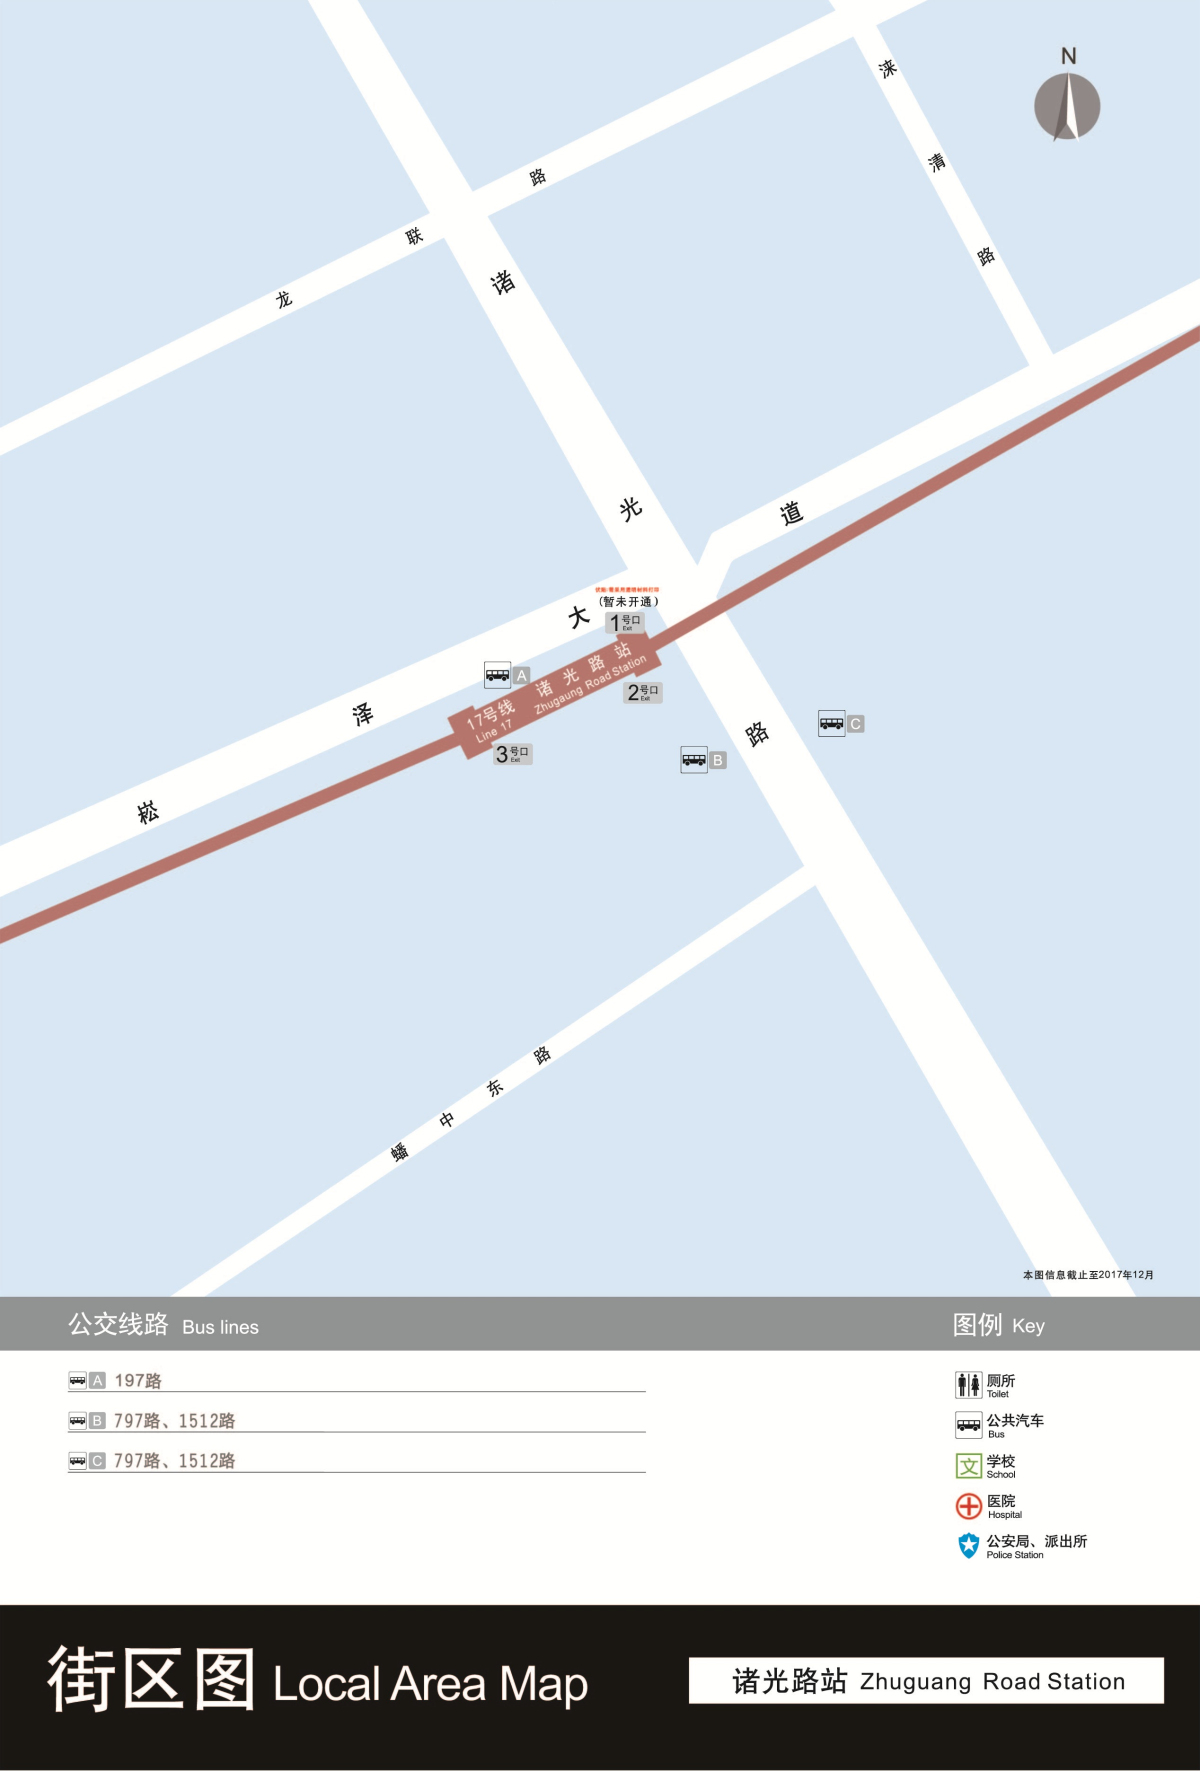 N
涞清路
龙联路
诸光路
崧泽大道
(暂未开通)
1号口
Exit
17号线 诸光路站
Line 17 Zhugaung Road Station
2号口
Exit
3号口
Exit
A
B
C
蟠中东路
本图信息截止至2017年12月
公交线路 Bus lines
A 197路
B 797路、1512路
C 797路、1512路
图例 Key
厕所
Toilet
公共汽车
Bus
文 学校
School
医院
Hospital
公安局、派出所
Police Station
街区图 Local Area Map
诸光路站 Zhuguang Road Station